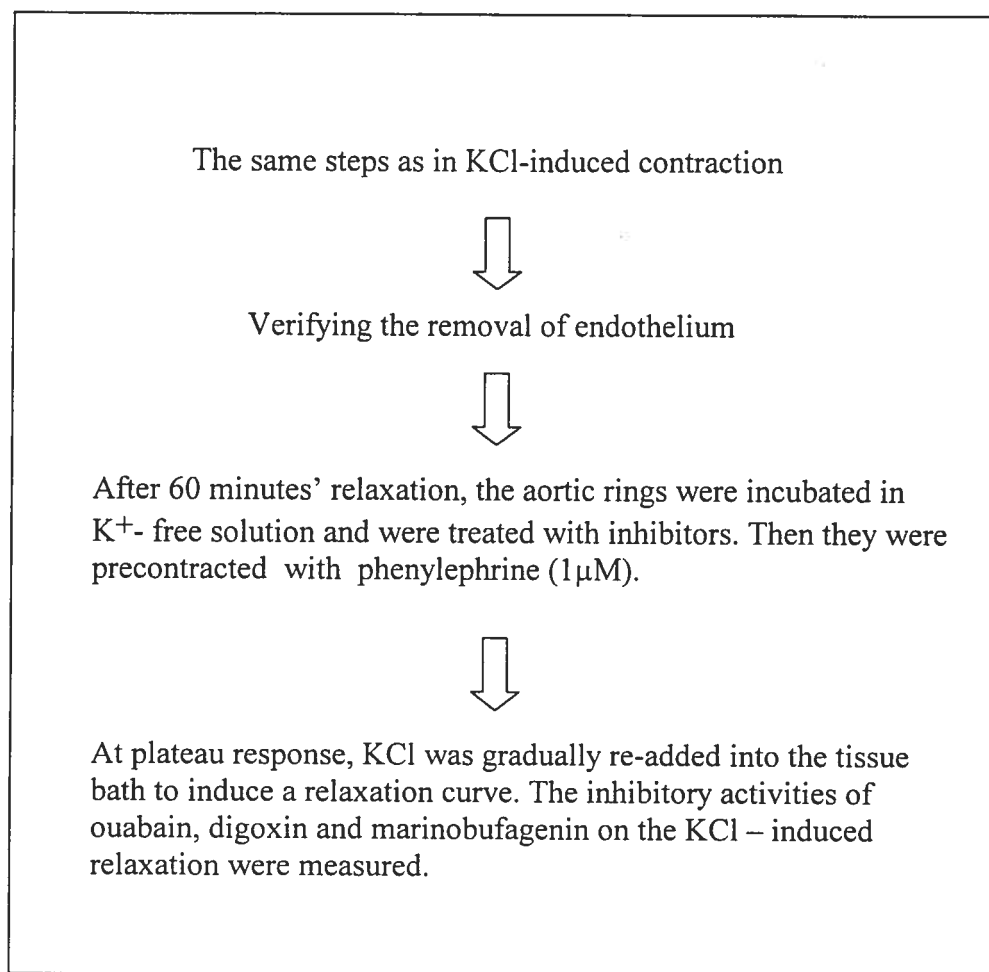 The same steps as in KCl-induced contraction
Verifying the removal of endothelium
After 60 minutes’ relaxation, the aortic rings were incubated in
K+- free solution and were treated with inhibitors. Then they were
precontracted with phenylephrine (1μM).
At plateau response, KCl was gradually re-added into the tissue
bath to induce a relaxation curve. The inhibitory activities of
ouabain, digoxin and marinobufagenin on the KCl – induced
relaxation were measured.